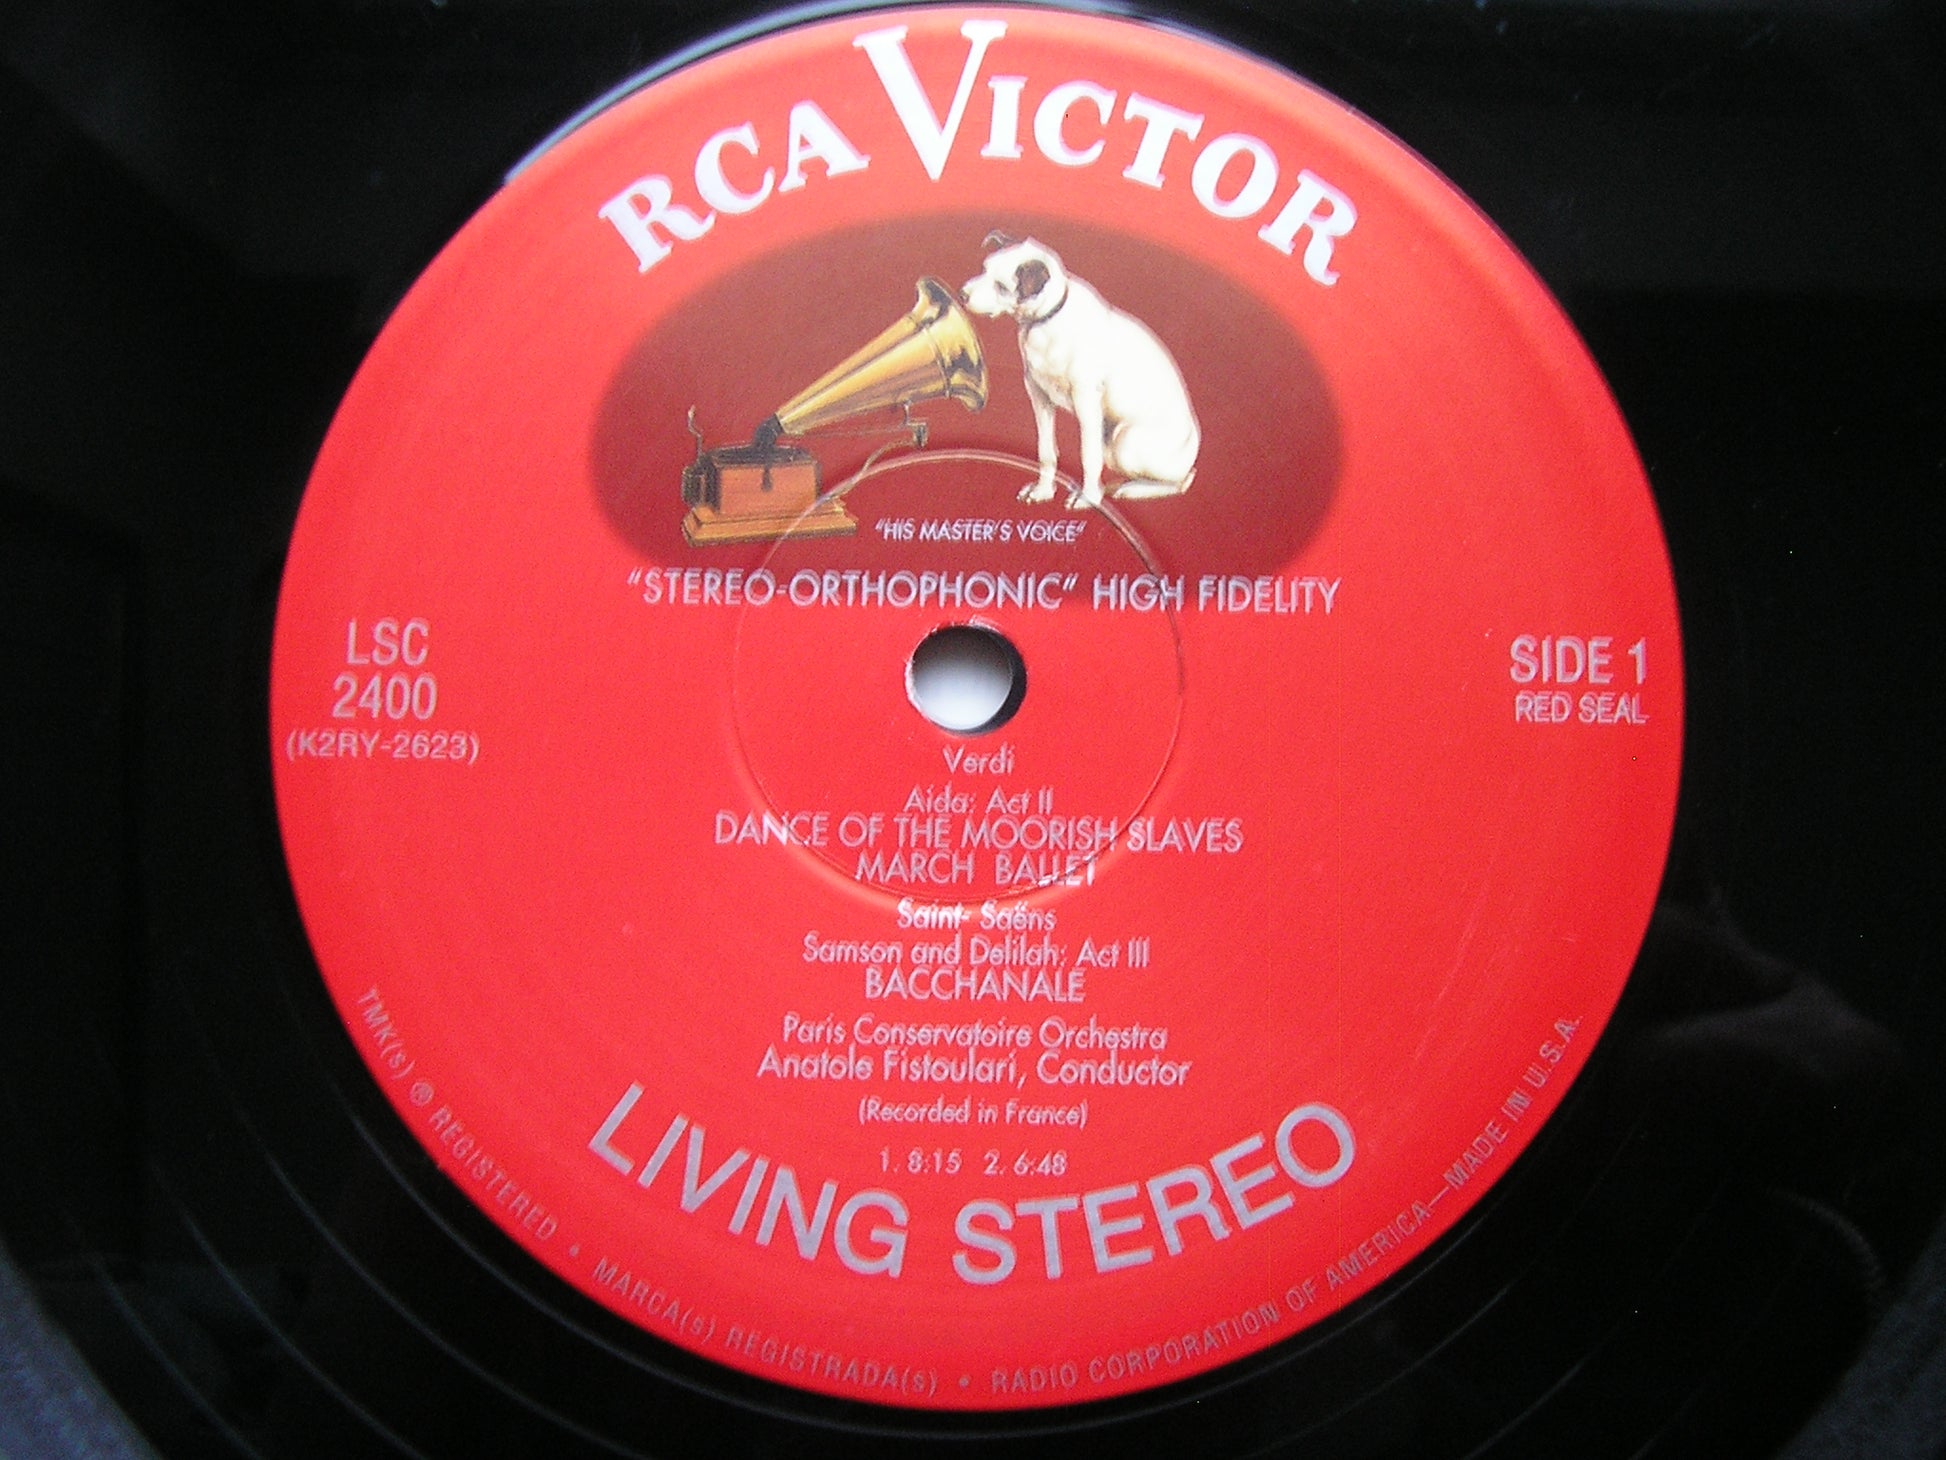 RCA VICTOR
"HIS MASTER'S VOICE"
"STEREO-ORTHOPHONIC" HIGH FIDELITY
LSC
2400
(K2RY-2623)
SIDE 1
RED SEAL
Verdi
Aida: Act II
DANCE OF THE MOORISH SLAVES
MARCH BALLET
Saint- Saëns
Samson and Delilah: Act III
BACCHANALE
Paris Conservatoire Orchestra
Anatole Fistoulari, Conductor
(Recorded in France)
1. 8:15 2. 6:48
LIVING STEREO
TMK(s) ® REGISTERED • MARCA(s) REGISTRADA(s) • RADIO CORPORATION OF AMERICA—MADE IN U.S.A.